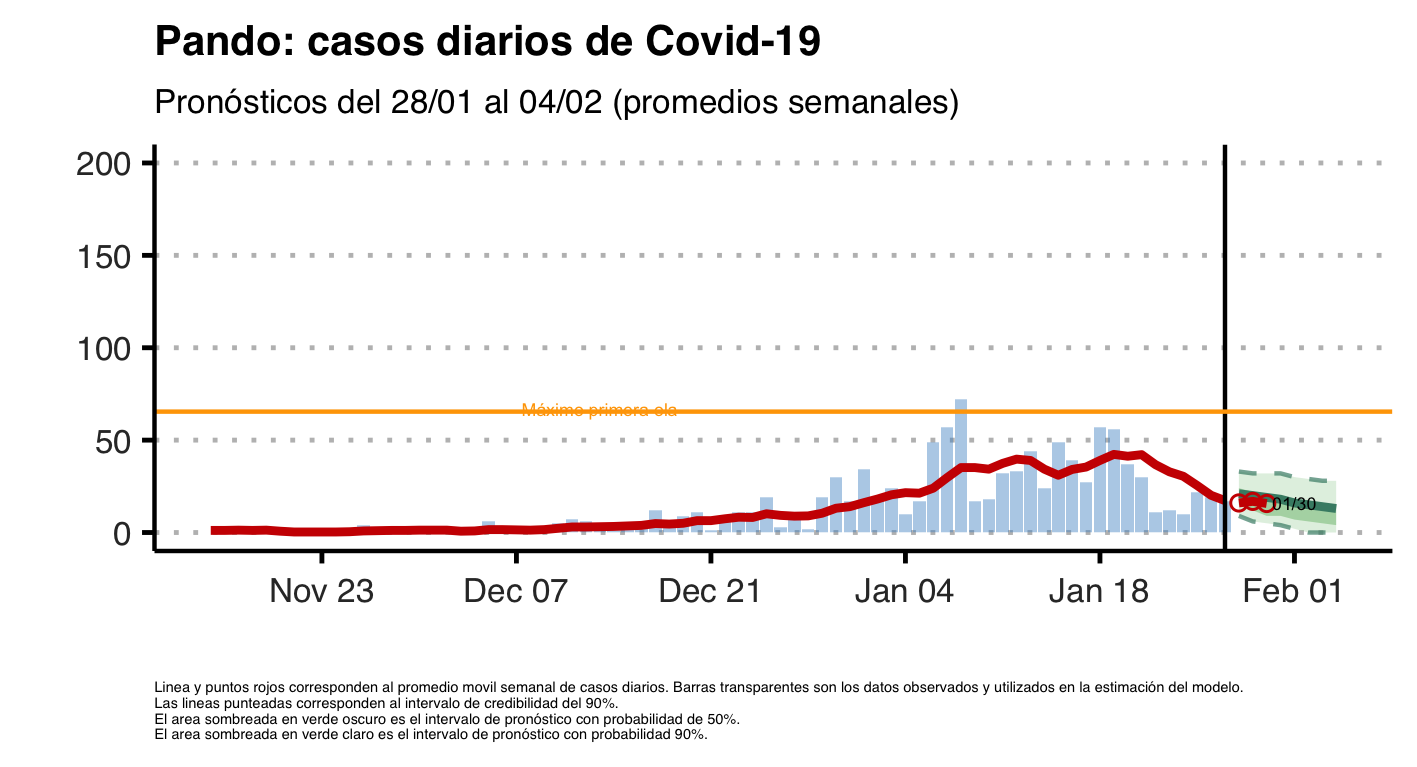 Pando: casos diarios de Covid-19
Pronósticos del 28/01 al 04/02 (promedios semanales)
200
150
100
Máximo primera ola
50
01/30
0
Nov 23 Dec 07 Dec 21 Jan 04 Jan 18 Feb 01
Linea y puntos rojos corresponden al promedio movil semanal de casos diarios. Barras transparentes son los datos observados y utilizados en la estimación del modelo.
Las lineas punteadas corresponden al intervalo de credibilidad del 90%.
El area sombreada en verde oscuro es el intervalo de pronóstico con probabilidad de 50%.
El area sombreada en verde claro es el intervalo de pronóstico con probabilidad 90%.